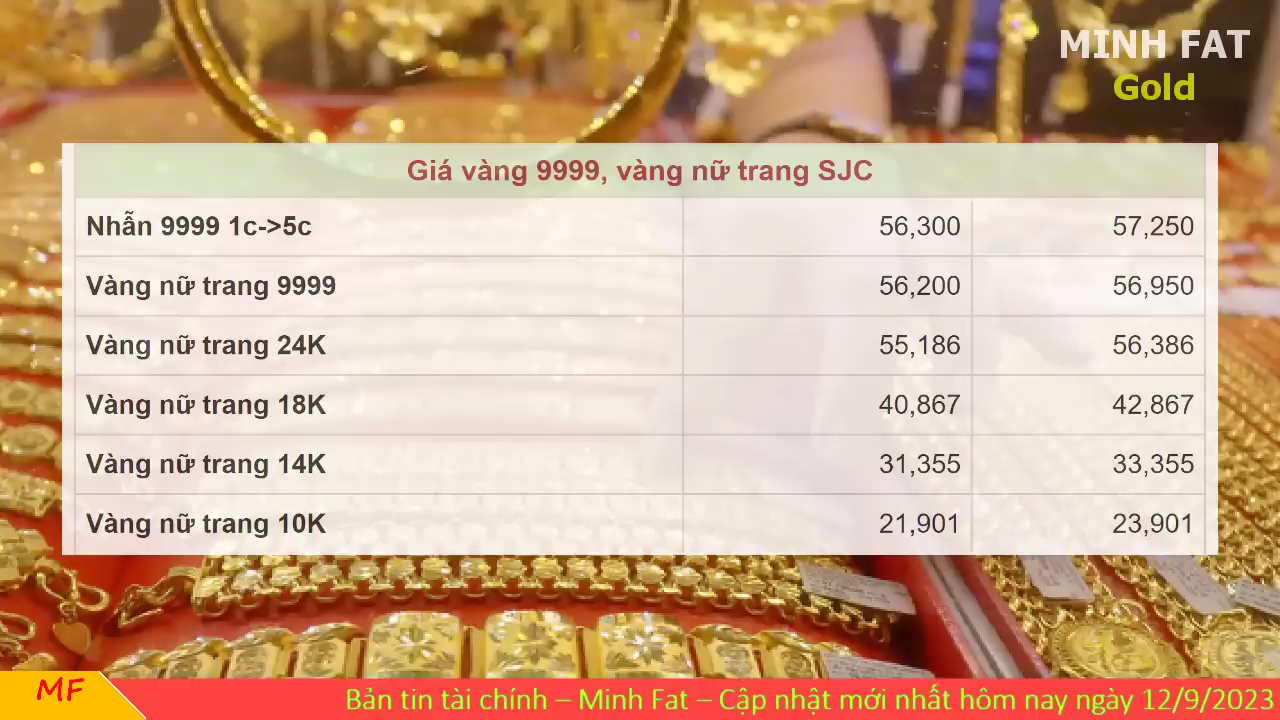 MINH FAT
Gold
Giá vàng 9999, vàng nữ trang SJC
Nhẫn 9999 1c->5c 56,300 57,250
Vàng nữ trang 9999 56,200 56,950
Vàng nữ trang 24K 55,186 56,386
Vàng nữ trang 18K 40,867 42,867
Vàng nữ trang 14K 31,355 33,355
Vàng nữ trang 10K 21,901 23,901
MF
Bản tin tài chính – Minh Fat – Cập nhật mới nhất hôm nay ngày 12/9/2023